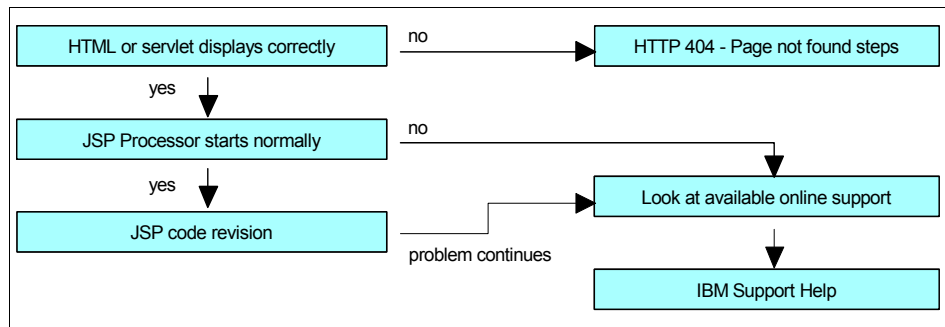 HTML or servlet displays correctly
no
HTTP 404 - Page not found steps
yes
JSP Processor starts normally
no
yes
Look at available online support
JSP code revision
problem continues
IBM Support Help